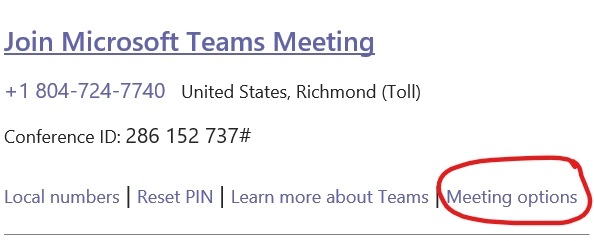 Join Microsoft Teams Meeting
+1 804-724-7740 United States, Richmond (Toll)
Conference ID: 286 152 737#
Local numbers | Reset PIN | Learn more about Teams | Meeting options